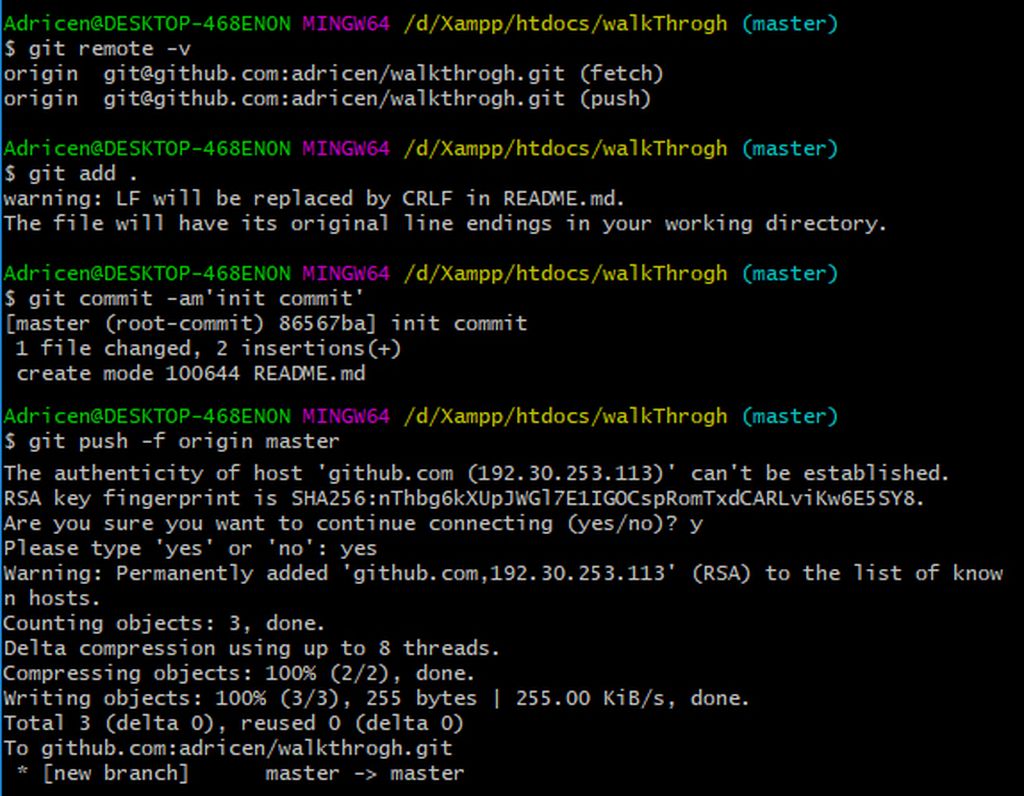 Adricen@DESKTOP-468ENON MINGW64 /d/Xampp/htdocs/walkThrogh (master)
$ git remote -v
origin  git@github.com:adricen/walkthrogh.git (fetch)
origin  git@github.com:adricen/walkthrogh.git (push)
Adricen@DESKTOP-468ENON MINGW64 /d/Xampp/htdocs/walkThrogh (master)
$ git add .
warning: LF will be replaced by CRLF in README.md.
The file will have its original line endings in your working directory.
Adricen@DESKTOP-468ENON MINGW64 /d/Xampp/htdocs/walkThrogh (master)
$ git commit -am'init commit'
[master (root-commit) 86567ba] init commit
 1 file changed, 2 insertions(+)
 create mode 100644 README.md
Adricen@DESKTOP-468ENON MINGW64 /d/Xampp/htdocs/walkThrogh (master)
$ git push -f origin master
The authenticity of host 'github.com (192.30.253.113)' can't be established.
RSA key fingerprint is SHA256:nThbg6kXUpJWGl7E1IGOCspRomTxdCARLviKw6E5SY8.
Are you sure you want to continue connecting (yes/no)? y
Please type 'yes' or 'no': yes
Warning: Permanently added 'github.com,192.30.253.113' (RSA) to the list of know
n hosts.
Counting objects: 3, done.
Delta compression using up to 8 threads.
Compressing objects: 100% (2/2), done.
Writing objects: 100% (3/3), 255 bytes | 255.00 KiB/s, done.
Total 3 (delta 0), reused 0 (delta 0)
To github.com:adricen/walkthrogh.git
 * [new branch]      master -> master